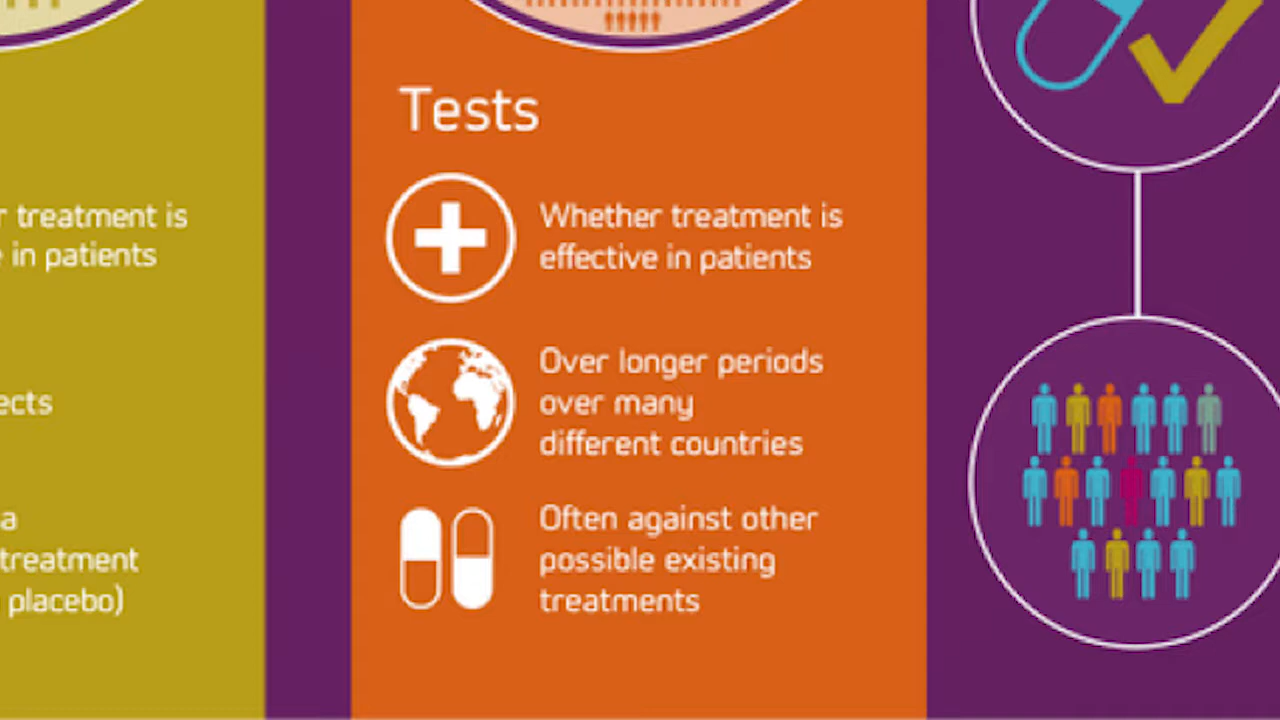 treatment is
in patients
a
treatment
placebo)
Tests
Whether treatment is
effective in patients
Over longer periods
over many
different countries
Often against other
possible existing
treatments